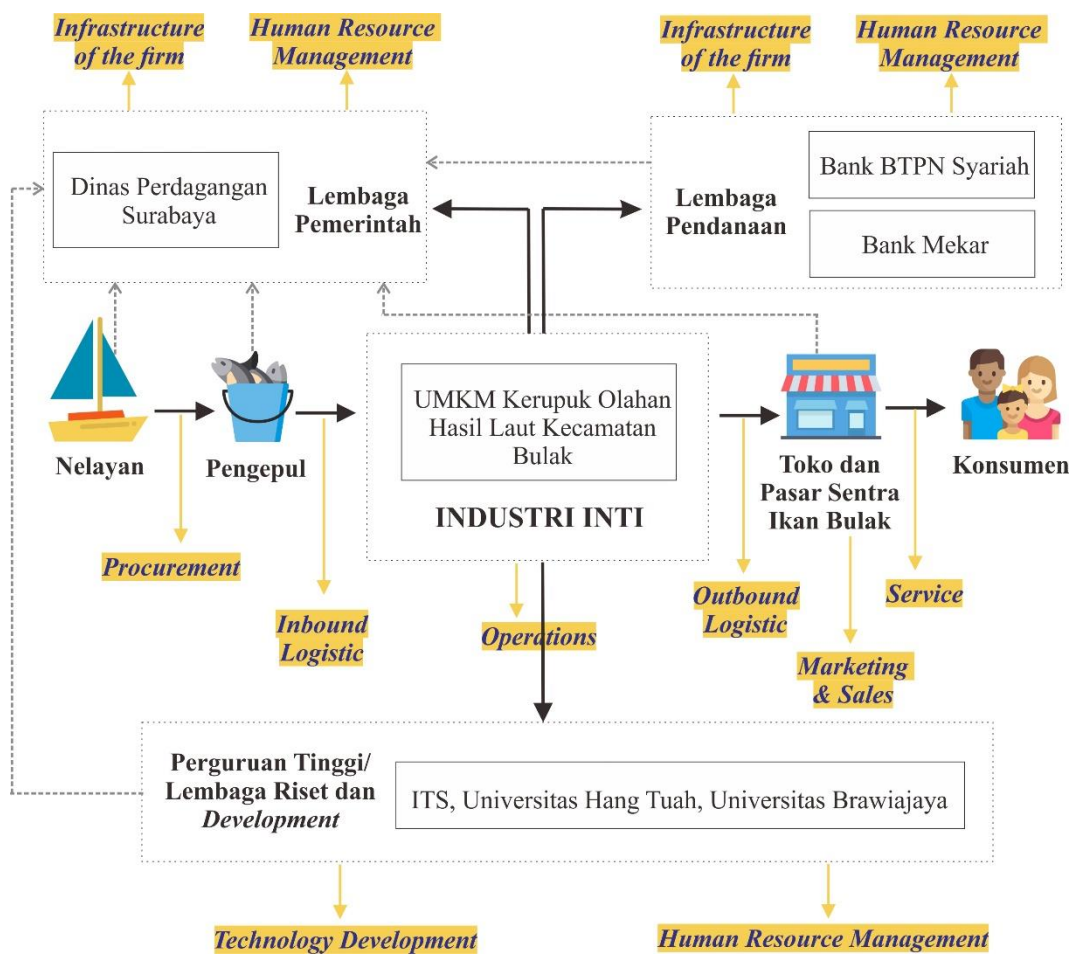 Infrastructure
of the firm
Human Resource
Management
Infrastructure
of the firm
Human Resource
Management
Dinas Perdagangan
Surabaya
Lembaga
Pemerintah
Lembaga
Pendanaan
Bank BTPN Syariah
Bank Mekar
Nelayan
Pengepul
UMKM Kerupuk Olahan
Hasil Laut Kecamatan
Bulak
INDUSTRI INTI
Toko dan
Pasar Sentra
Ikan Bulak
Konsumen
Procurement
Inbound
Logistic
Operations
Outbound
Logistic
Marketing
& Sales
Service
Perguruan Tinggi/
Lembaga Riset dan
Development
ITS, Universitas Hang Tuah, Universitas Brawiajaya
Technology Development
Human Resource Management